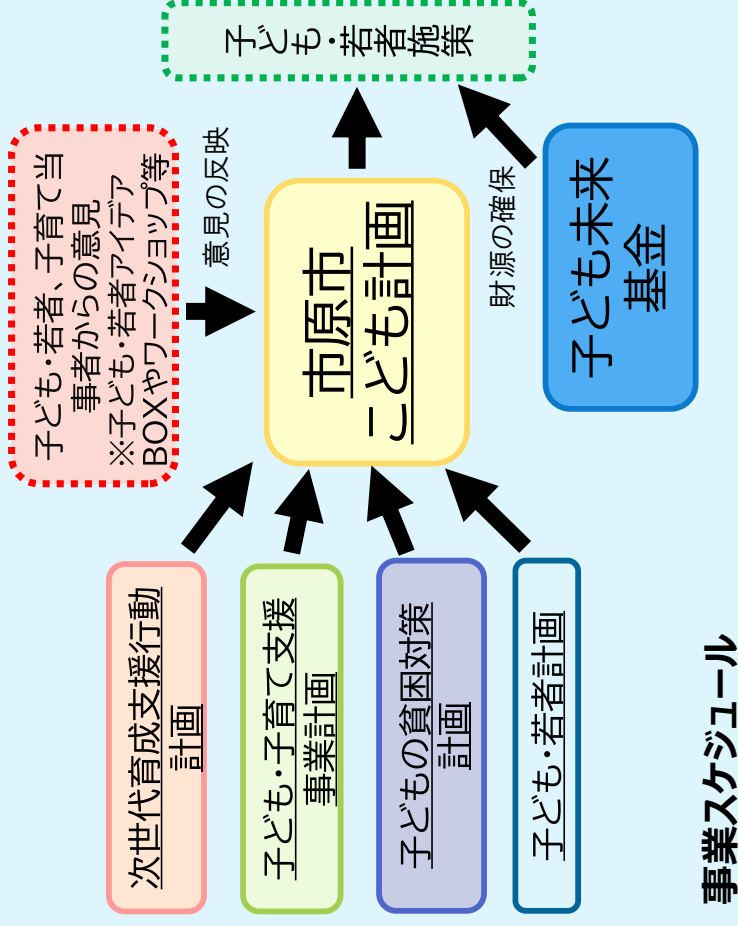 次世代育成支援行動
計画
子ども・子育て支援
事業計画
子どもの貧困対策
計画
子ども・若者計画
子ども・若者、子育て当
事者からの意見
※子ども・若者アイデア
BOXやワークショップ等
意見の反映
市原市
こども計画
財源の確保
子ども未来
基金
子ども・若者施策
事業スケジュール